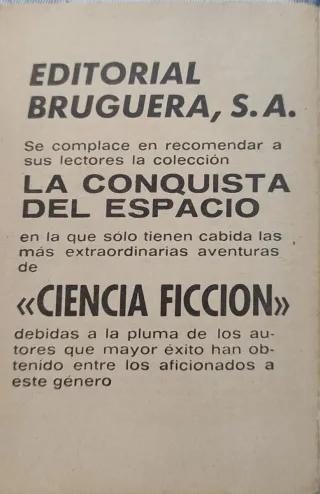 EDITORIAL
BRUGUERA, S.A.
Se complace en recomendar a
sus lectores la colección
LA CONQUISTA
DEL ESPACIO
en la que sólo tienen cabida las
más extraordinarias aventuras
de
«CIENCIA FICCION»
debidas a la pluma de los au-
tores que mayor éxito han ob-
tenido entre los aficionados a
este género